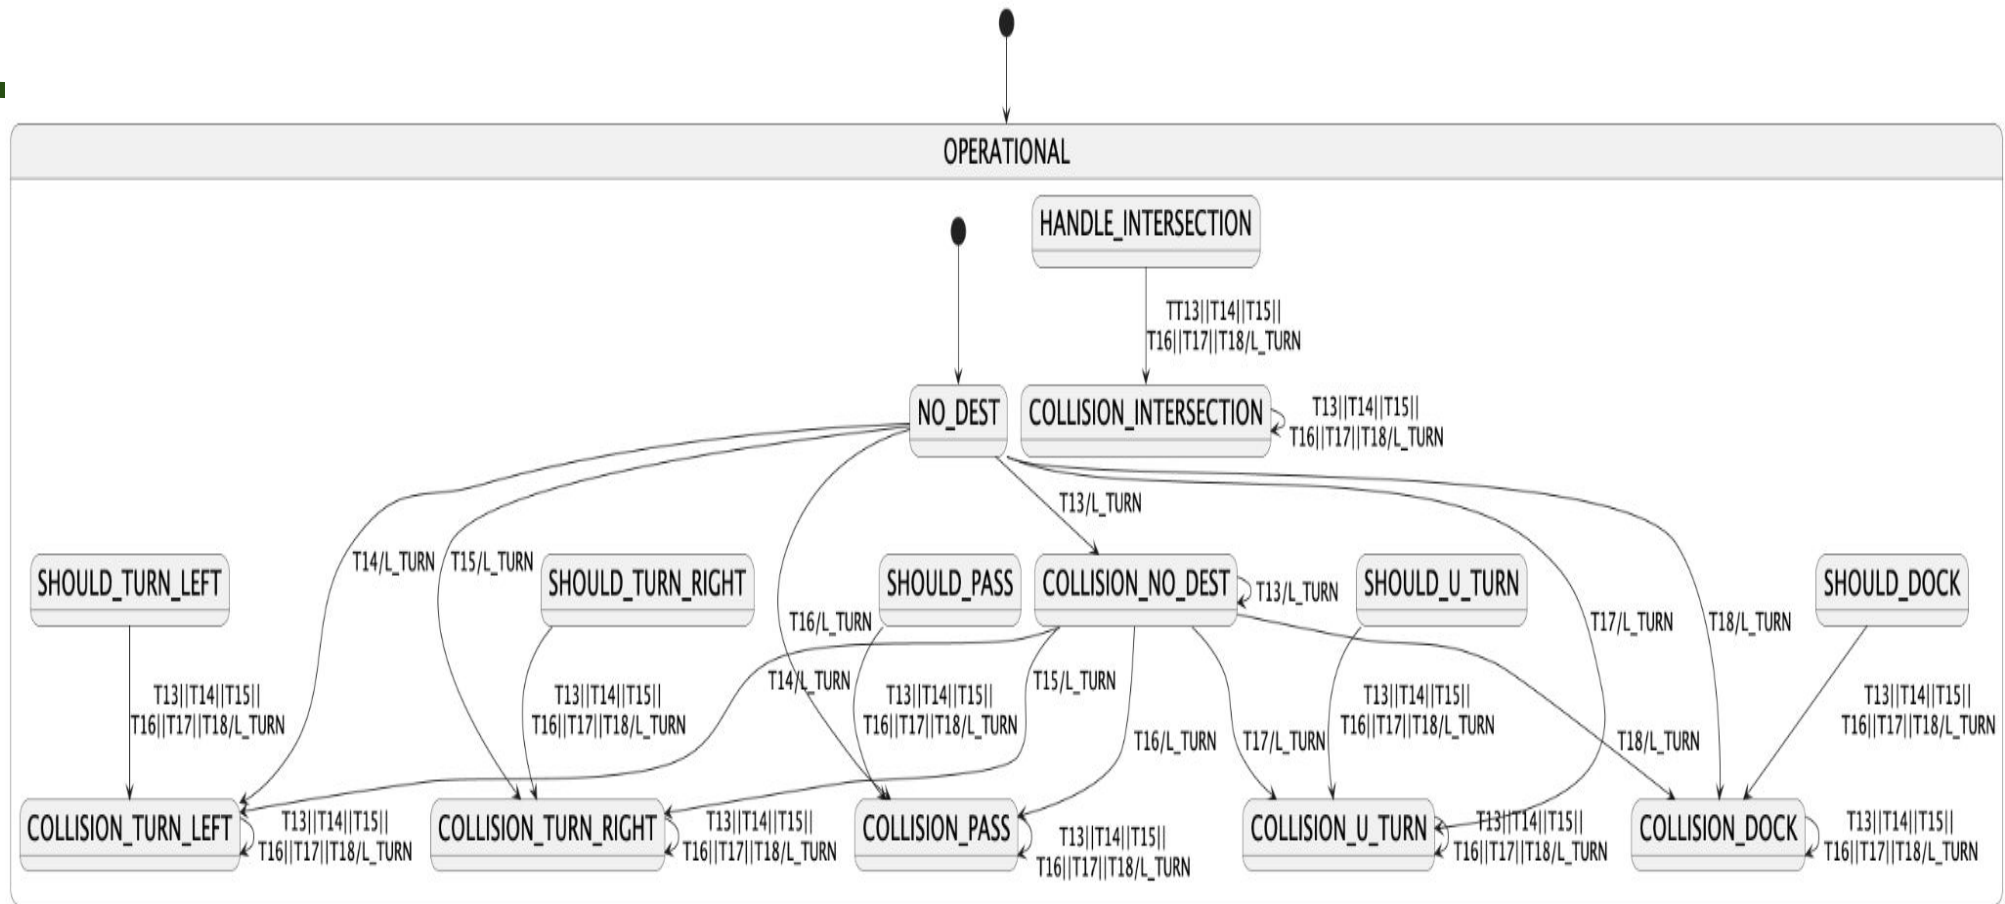 OPERATIONAL
HANDLE_INTERSECTION
TT13||T14||T15||
T16||T17||T18/L_TURN
NO_DEST
COLLISION_INTERSECTION
T13||T14||T15||
T16||T17||T18/L_TURN
T13/L_TURN
T14/L_TURN
T15/L_TURN
SHOULD_TURN_LEFT
SHOULD_TURN_RIGHT
SHOULD_PASS
COLLISION_NO_DEST
T13/L_TURN
SHOULD_U_TURN
SHOULD_DOCK
T16/L_TURN
T17/L_TURN
T18/L_TURN
T13||T14||T15||
T16||T17||T18/L_TURN
T13||T14||T15||
T16||T17||T18/L_TURN
T14/L_TURN
T13||T14||T15||
T16||T17||T18/L_TURN
T15/L_TURN
T16/L_TURN
T17/L_TURN
T13||T14||T15||
T16||T17||T18/L_TURN
T18/L_TURN
T13||T14||T15||
T16||T17||T18/L_TURN
COLLISION_TURN_LEFT
T13||T14||T15||
T16||T17||T18/L_TURN
COLLISION_TURN_RIGHT
T13||T14||T15||
T16||T17||T18/L_TURN
COLLISION_PASS
T13||T14||T15||
T16||T17||T18/L_TURN
COLLISION_U_TURN
T13||T14||T15||
T16||T17||T18/L_TURN
COLLISION_DOCK
T13||T14||T15||
T16||T17||T18/L_TURN